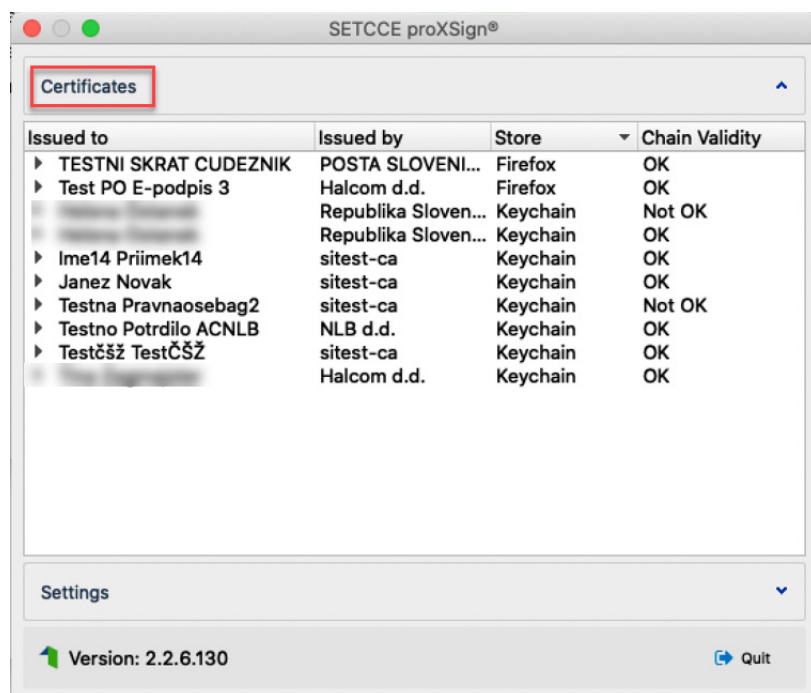 SETCCE proXSign®
Certificates
Issued to Issued by Store Chain Validity
TESTNI SKRAT CUDEZNIK POSTA SLOVENI... Firefox OK
Test PO E-podpis 3 Halcom d.d. Firefox OK
Republika Sloven... Keychain Not OK
Republika Sloven... Keychain OK
Ime14 Priimek14 sitest-ca Keychain OK
Janez Novak sitest-ca Keychain OK
Testna Pravnaosebag2 sitest-ca Keychain Not OK
Testno Potrdilo ACNLB NLB d.d. Keychain OK
Testčšž TestČŠŽ sitest-ca Keychain OK
Halcom d.d. Keychain OK
Settings
Version: 2.2.6.130 Quit